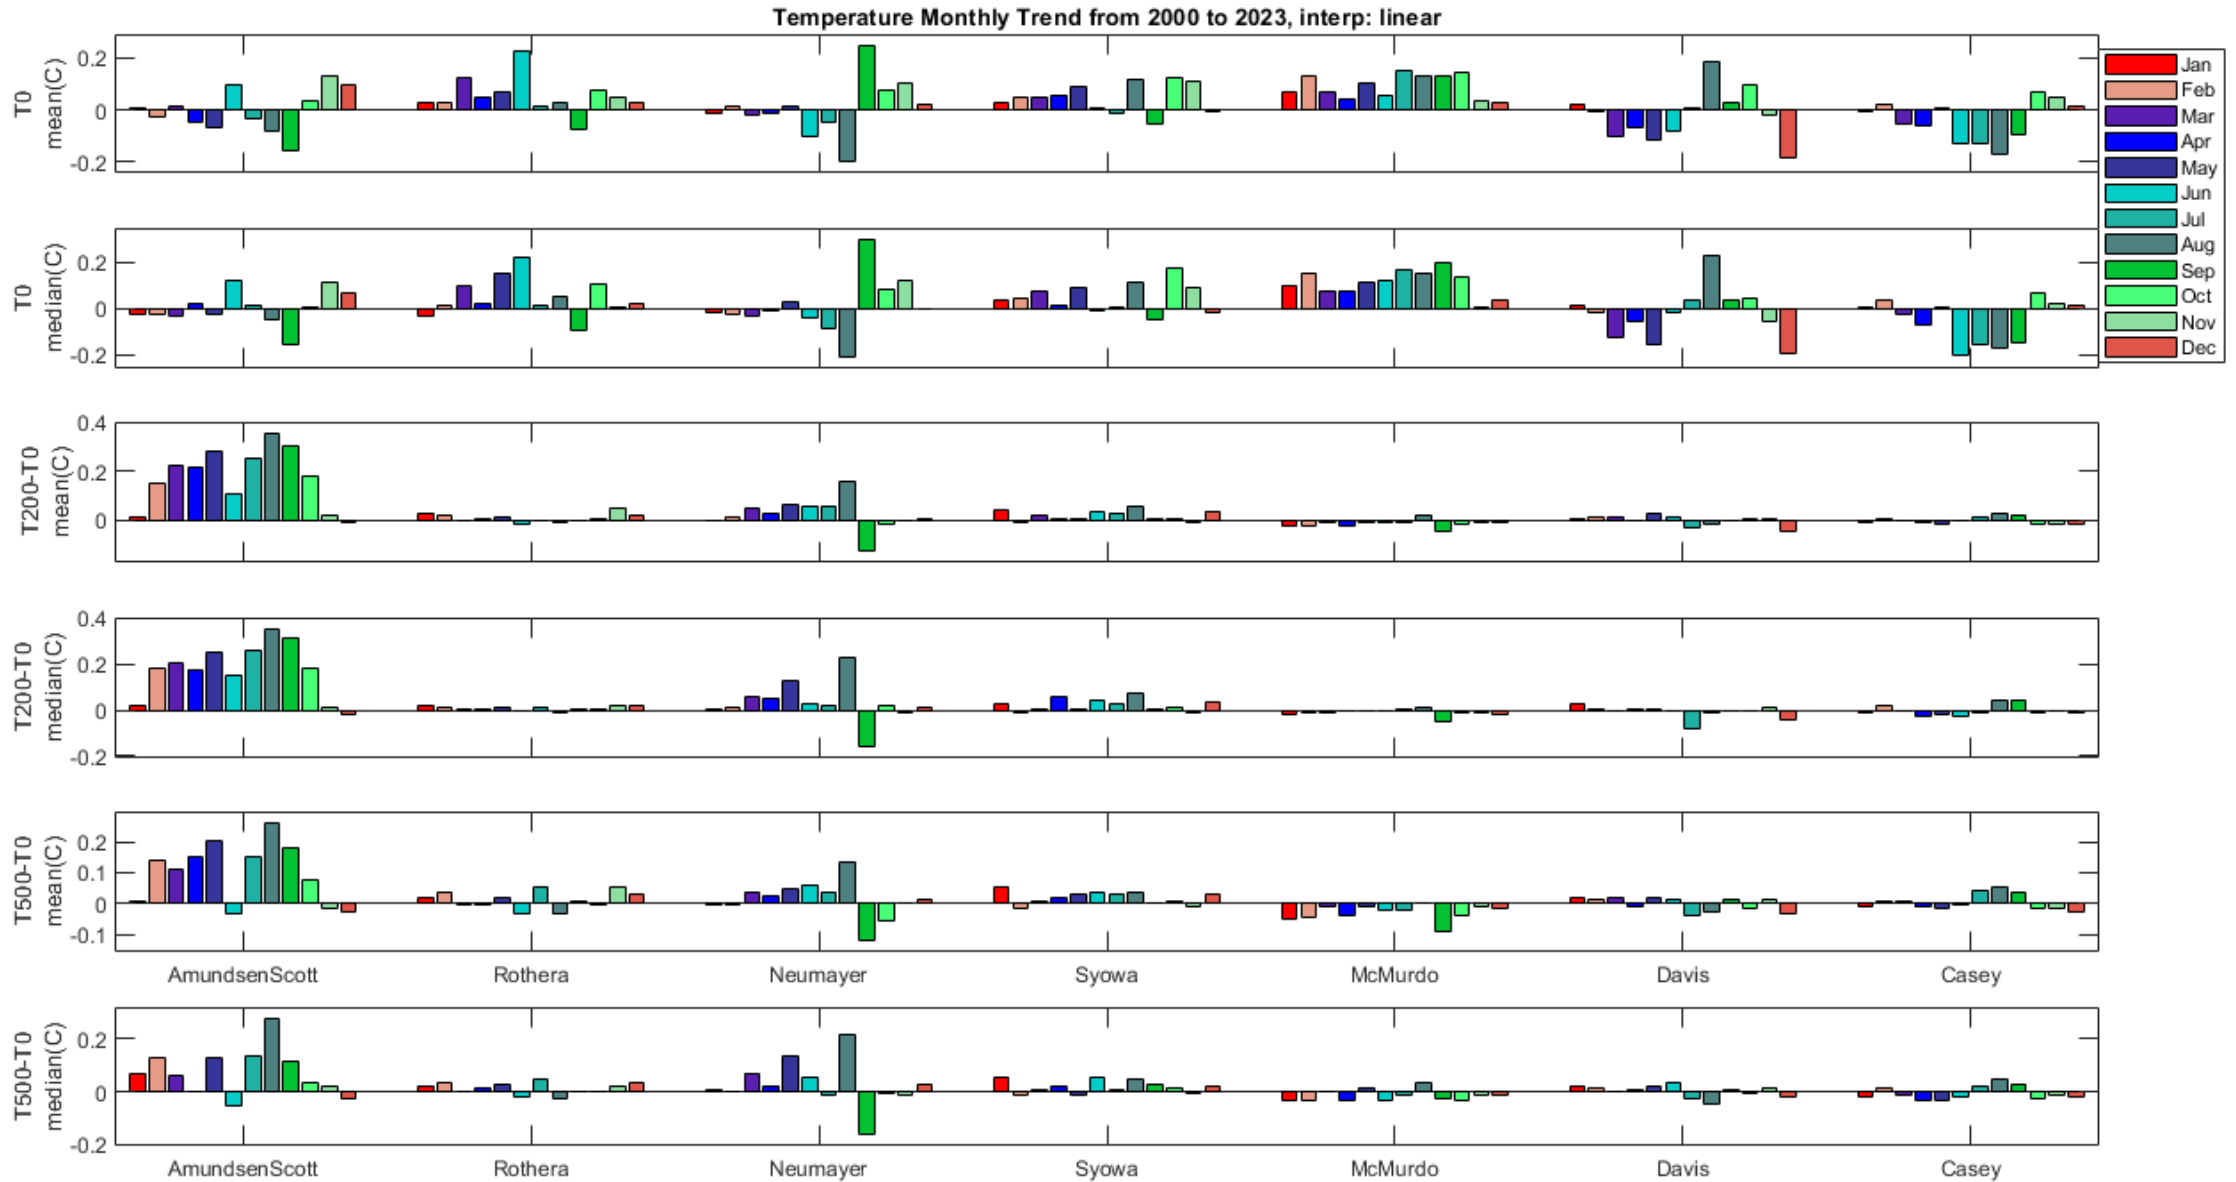 Temperature Monthly Trend from 2000 to 2023, interp: linear
T0
mean(C)
0.2
0
-0.2
Jan
Feb
Mar
Apr
May
Jun
Jul
Aug
Sep
Oct
Nov
Dec
T0
median(C)
0.2
0
-0.2
T200-T0
mean(C)
0.4
0.2
0
T200-T0
median(C)
0.4
0.2
0
-0.2
T500-T0
mean(C)
0.2
0.1
0
-0.1
AmundsenScott Rothera Neumayer Syowa McMurdo Davis Casey
T500-T0
median(C)
0.2
0
-0.2
AmundsenScott Rothera Neumayer Syowa McMurdo Davis Casey